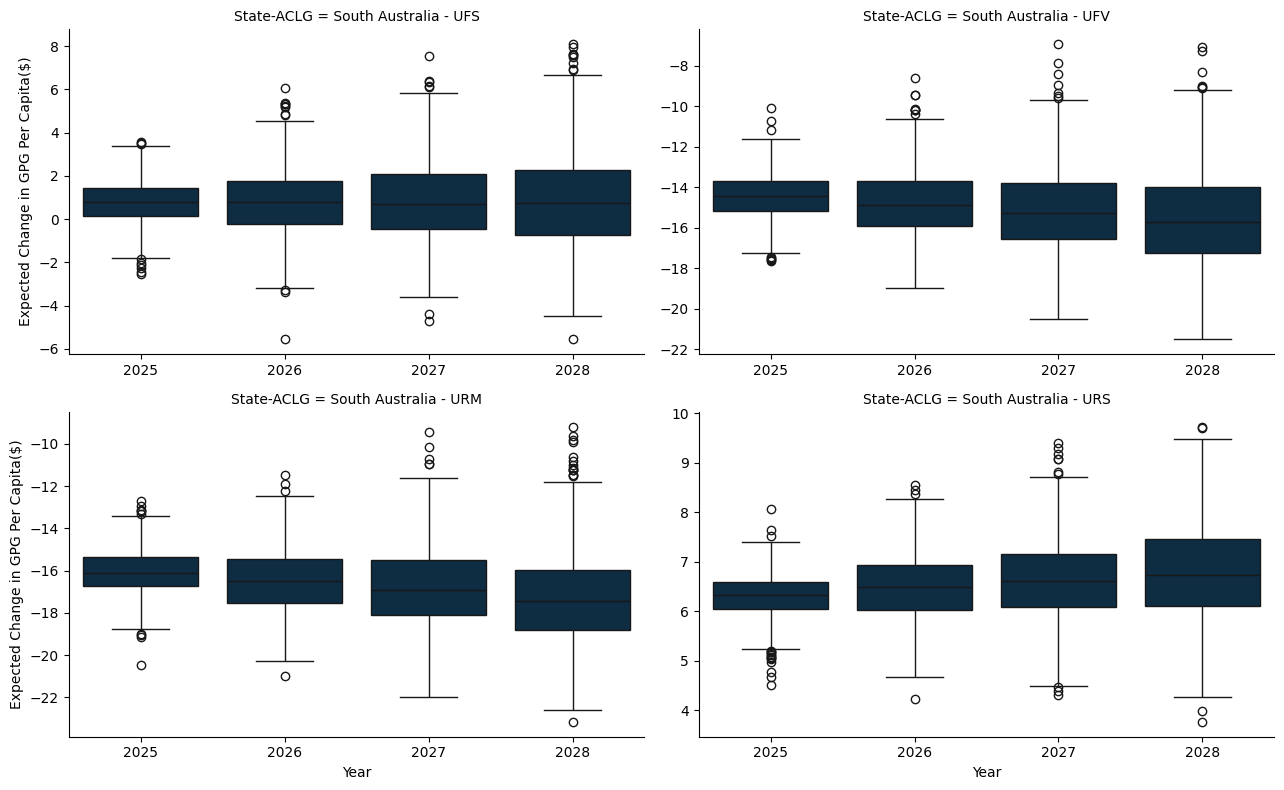 State-ACLG = South Australia - UFS
Expected Change in GPG Per Capita($)
8
6
4
2
0
−2
−4
−6
2025 2026 2027 2028
State-ACLG = South Australia - UFV
−8
−10
−12
−14
−16
−18
−20
−22
2025 2026 2027 2028
State-ACLG = South Australia - URM
Expected Change in GPG Per Capita($)
−10
−12
−14
−16
−18
−20
−22
2025 2026 2027 2028
Year
State-ACLG = South Australia - URS
10
9
8
7
6
5
4
2025 2026 2027 2028
Year